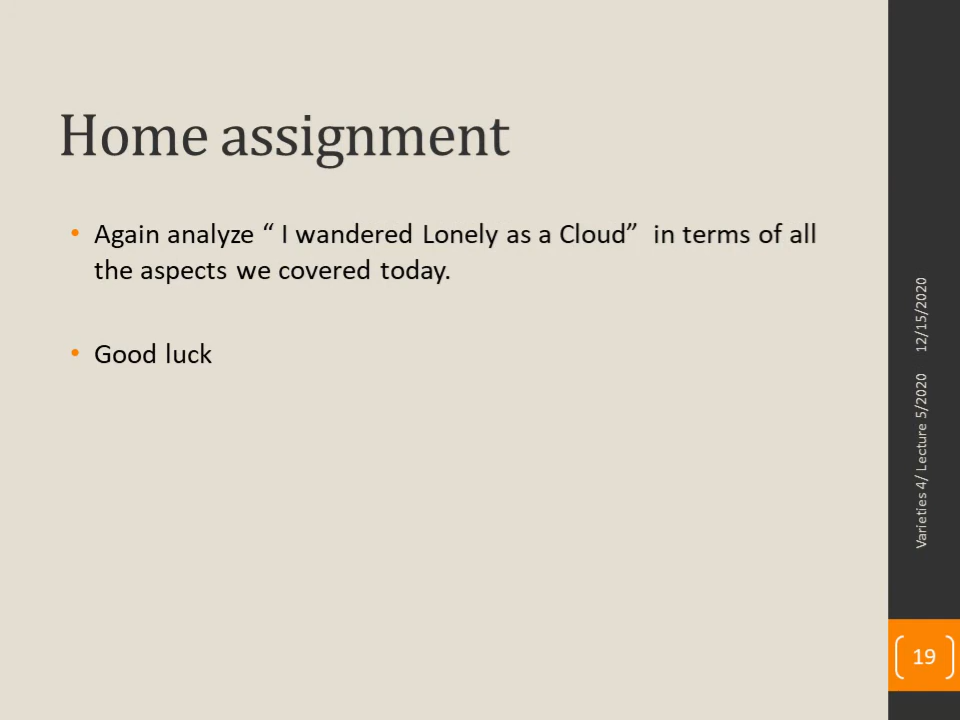 Home assignment
• Again analyze “ I wandered Lonely as a Cloud”  in terms of all
the aspects we covered today.
• Good luck
Varieties 4/ Lecture 5/2020 12/15/2020
19